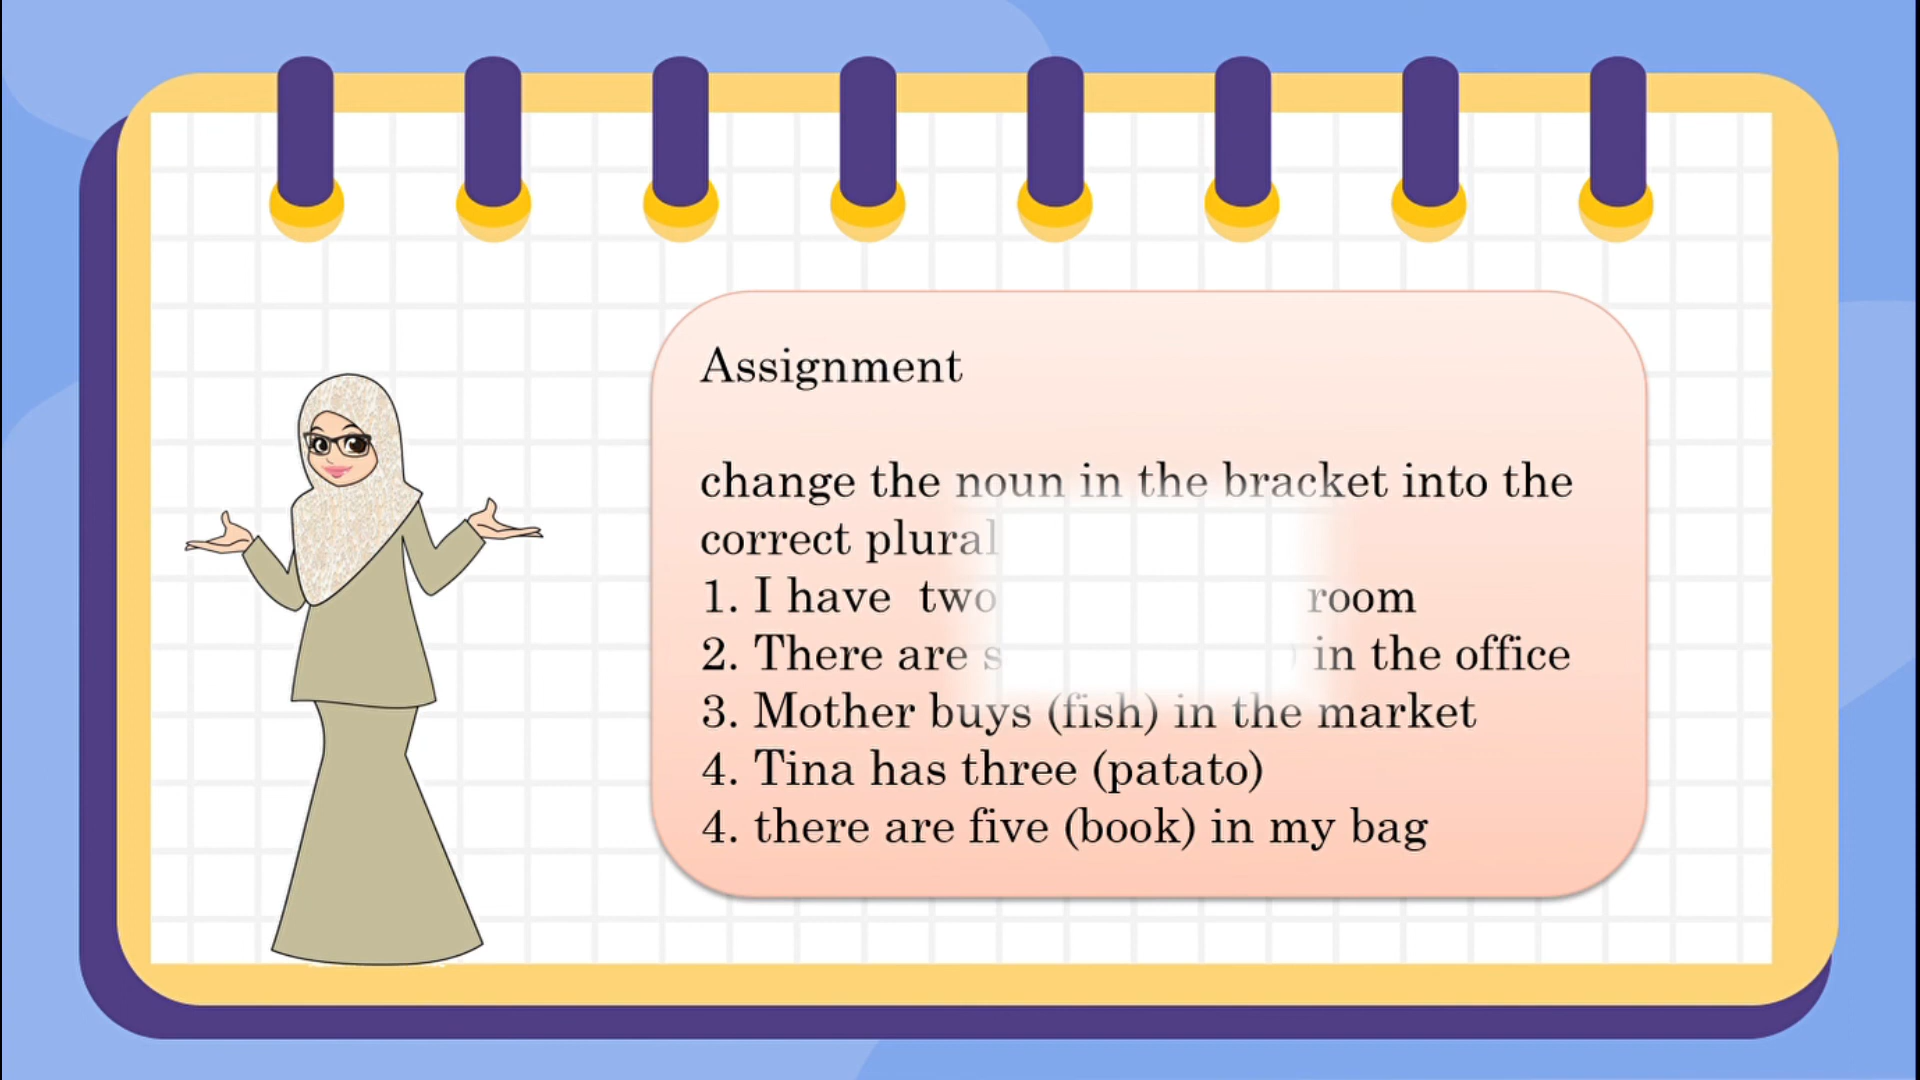 Assignment
change the noun in the bracket into the
correct plural
1. I have two room
2. There are in the office
3. Mother buys (fish) in the market
4. Tina has three (patato)
4. there are five (book) in my bag